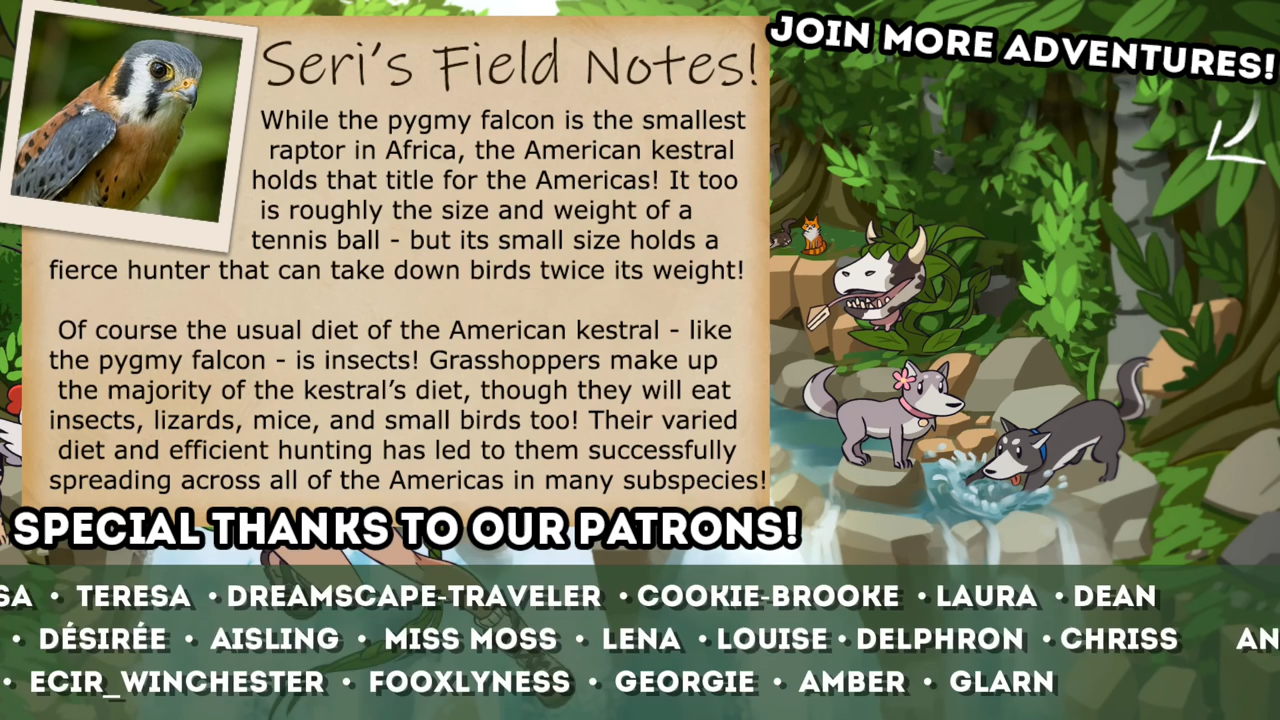 Seri's Field Notes!
While the pygmy falcon is the smallest
raptor in Africa, the American kestral
holds that title for the Americas! It too
is roughly the size and weight of a
tennis ball - but its small size holds a
fierce hunter that can take down birds twice its weight!
Of course the usual diet of the American kestral - like
the pygmy falcon - is insects! Grasshoppers make up
the majority of the kestral's diet, though they will eat
insects, lizards, mice, and small birds too! Their varied
diet and efficient hunting has led to them successfully
spreading across all of the Americas in many subspecies!
JOIN MORE ADVENTURES!
SPECIAL THANKS TO OUR PATRONS!
SA • TERESA • DREAMSCAPE-TRAVELER • COOKIE-BROOKE • LAURA • DEAN
• DÉSIRÉE • AISLING • MISS MOSS • LENA • LOUISE • DELPHRON • CHRISS AN
• ECIR_WINCHESTER • FOOXLYNESS • GEORGIE • AMBER • GLARN